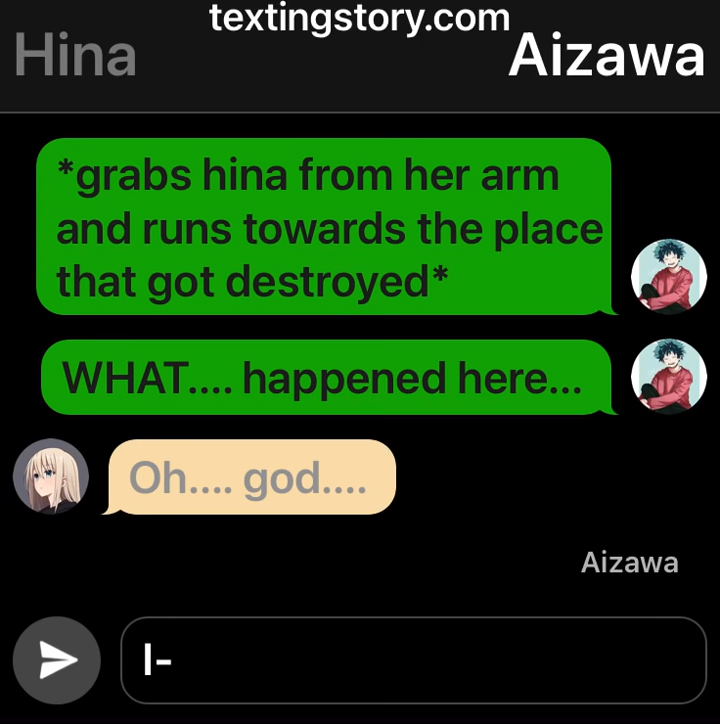 textingstory.com
Hina
Aizawa
*grabs hina from her arm
and runs towards the place
that got destroyed*
WHAT.... happened here...
Oh.... god....
Aizawa
I-